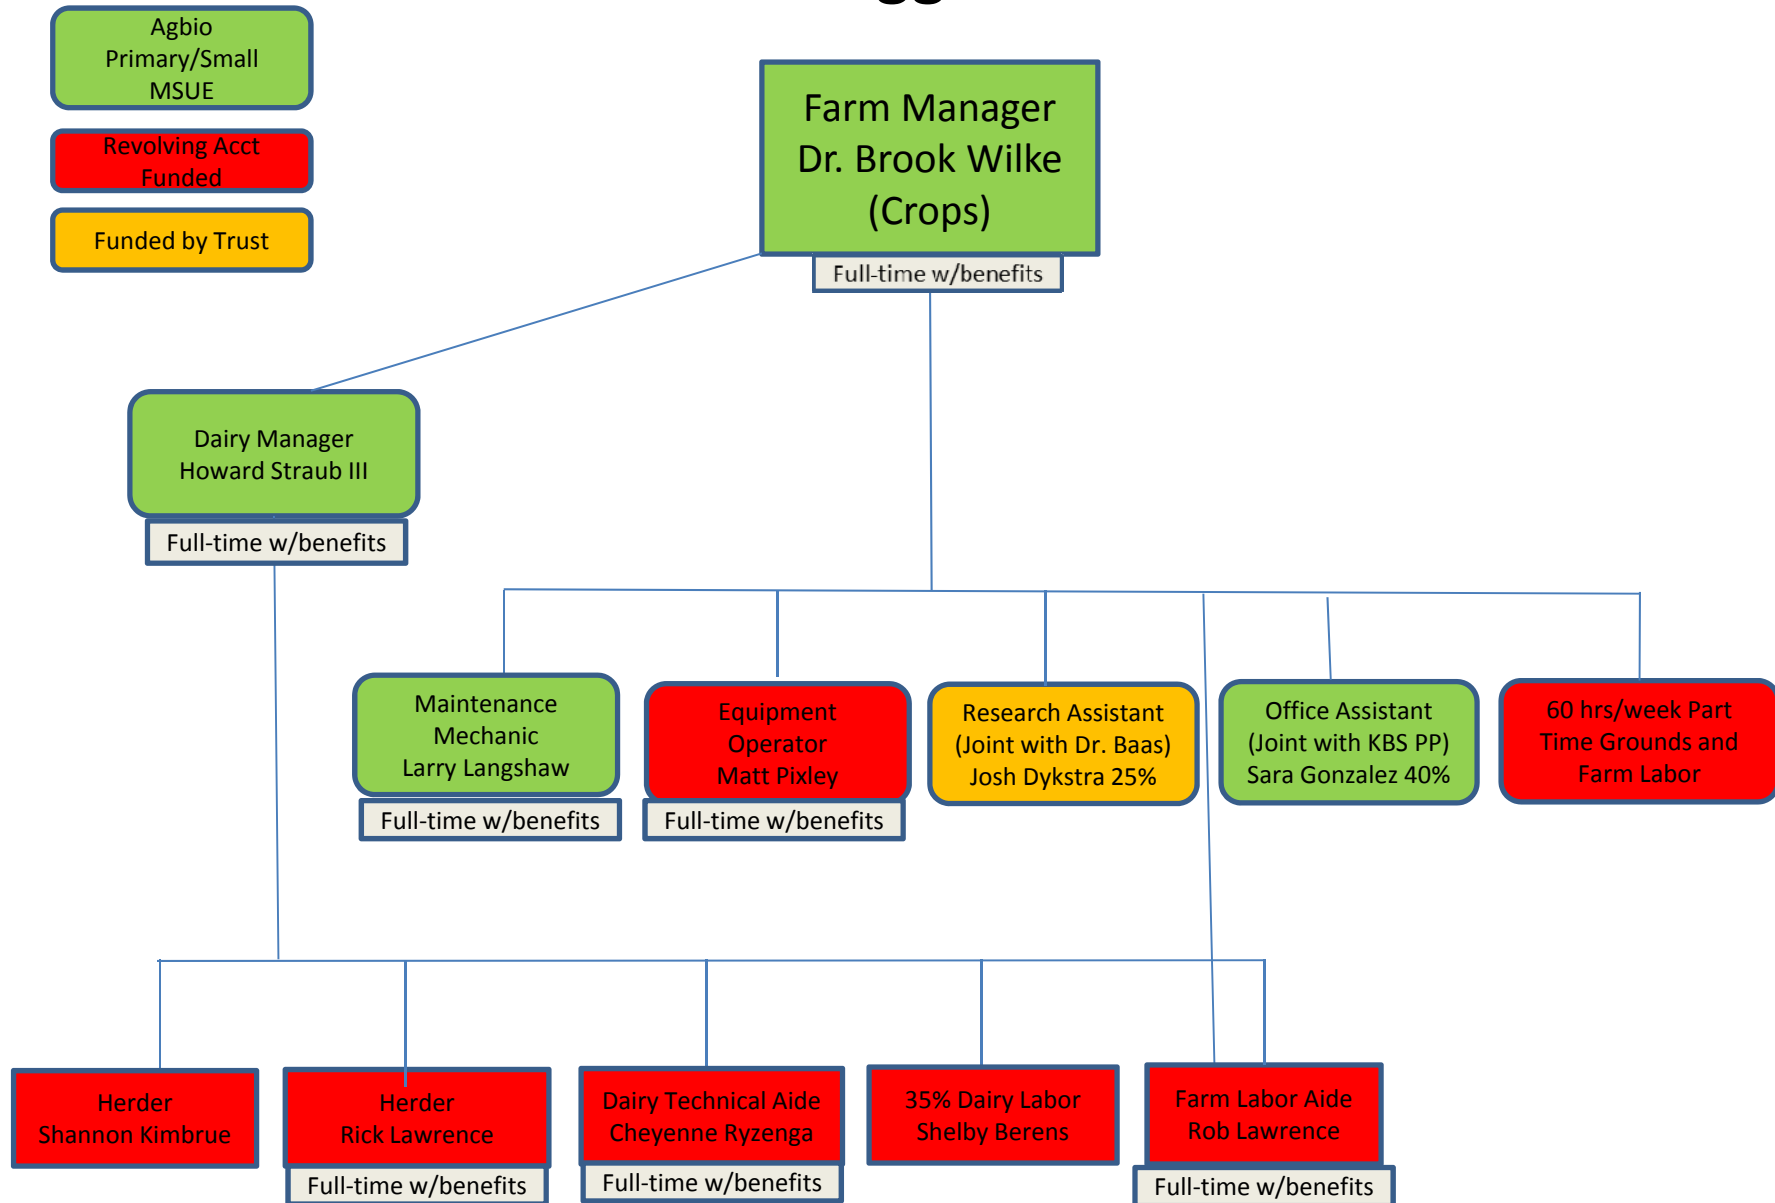 Agbio
Primary/Small
MSUE
Revolving Acct
Funded
Funded by Trust
Farm Manager
Dr. Brook Wilke
(Crops)
Full-time w/benefits
Dairy Manager
Howard Straub III
Full-time w/benefits
Maintenance
Mechanic
Larry Langshaw
Full-time w/benefits
Equipment
Operator
Matt Pixley
Full-time w/benefits
Research Assistant
(Joint with Dr. Baas)
Josh Dykstra 25%
Office Assistant
(Joint with KBS PP)
Sara Gonzalez 40%
60 hrs/week Part
Time Grounds and
Farm Labor
Herder
Shannon Kimbrue
Herder
Rick Lawrence
Full-time w/benefits
Dairy Technical Aide
Cheyenne Ryzenga
Full-time w/benefits
35% Dairy Labor
Shelby Berens
Farm Labor Aide
Rob Lawrence
Full-time w/benefits